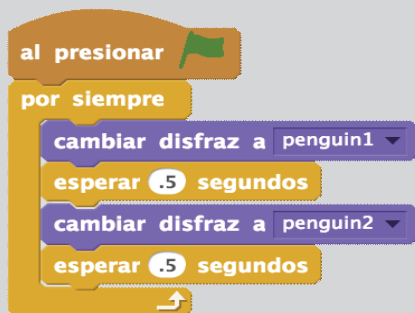 al presionar
por siempre
cambiar disfraz a penguin1
esperar .5 segundos
cambiar disfraz a penguin2
esperar .5 segundos